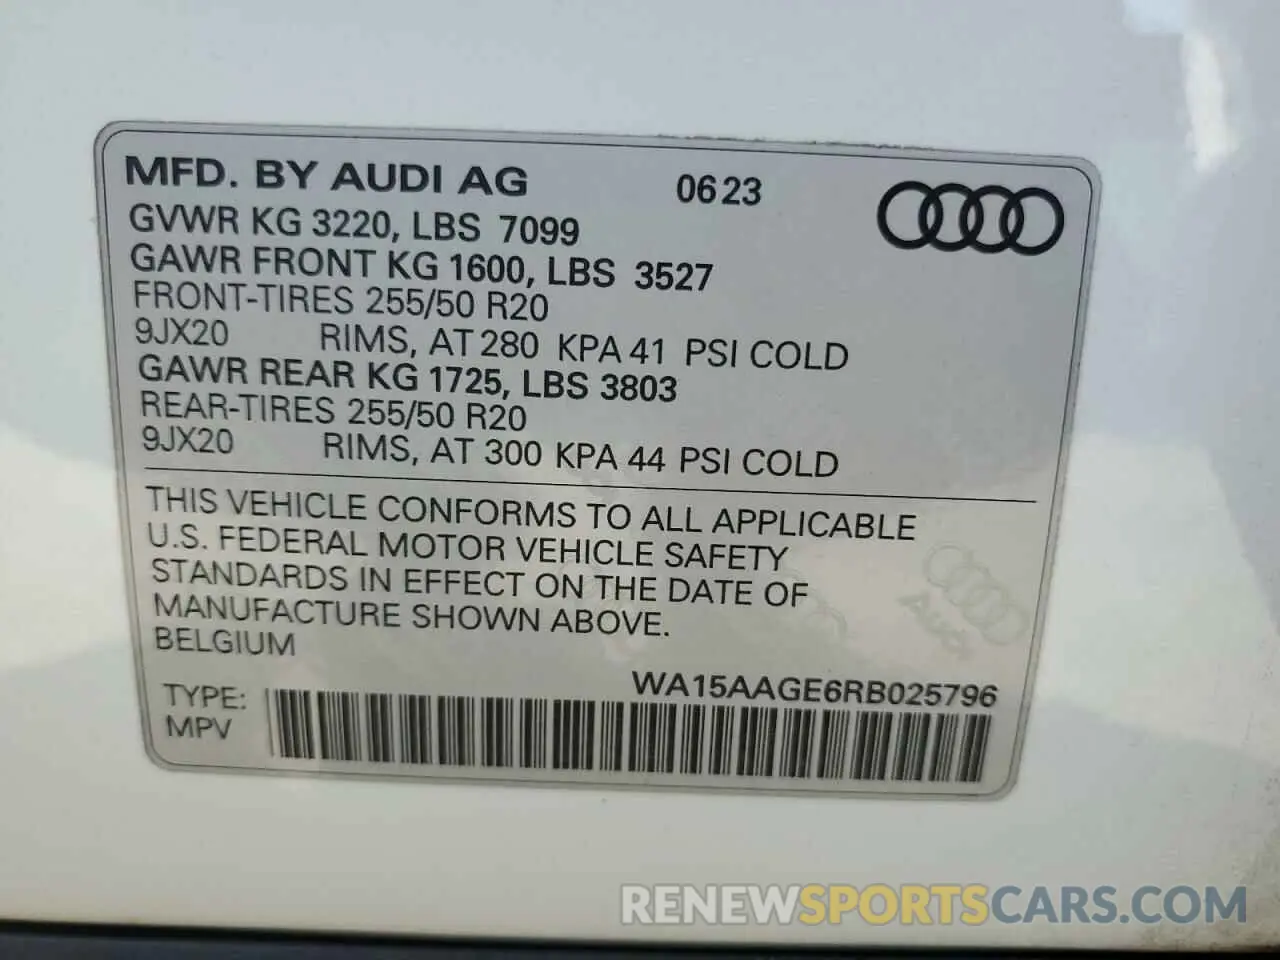 MFD. BY AUDI AG 0623
GVWR KG 3220, LBS 7099
GAWR FRONT KG 1600, LBS 3527
FRONT-TIRES 255/50 R20
9JX20 RIMS, AT 280 KPA 41 PSI COLD
GAWR REAR KG 1725, LBS 3803
REAR-TIRES 255/50 R20
9JX20 RIMS, AT 300 KPA 44 PSI COLD
THIS VEHICLE CONFORMS TO ALL APPLICABLE
U.S. FEDERAL MOTOR VEHICLE SAFETY
STANDARDS IN EFFECT ON THE DATE OF
MANUFACTURE SHOWN ABOVE.
BELGIUM
Audi
WA15AAGE6RB025796
TYPE:
MPV
RENEWSPORTSCARS.COM